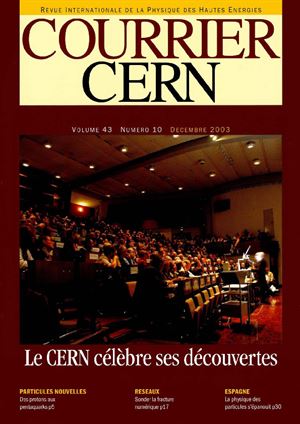 REVUE INTERNATIONALE DE LA PHYSIQUE DES HAUTES ENERGIES
COURRIER
CERN
VOLUME 43 NUMERO 10 DECEMBRE 2003
Le CERN célèbre ses découvertes
PARTICULES NOUVELLES
Des protons aux
pentaquarks p5
RESEAUX
Sonder la fracture
numérique p17
ESPAGNE
La physique des
particules s'épanouit p30